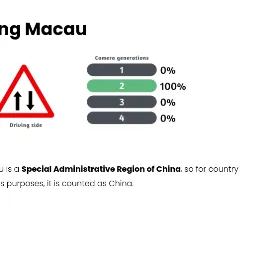 ng Macau
Camera generations
1 0%
2 100%
3 0%
4 0%
Driving side
u is a Special Administrative Region of China, so for country
s purposes, it is counted as China.